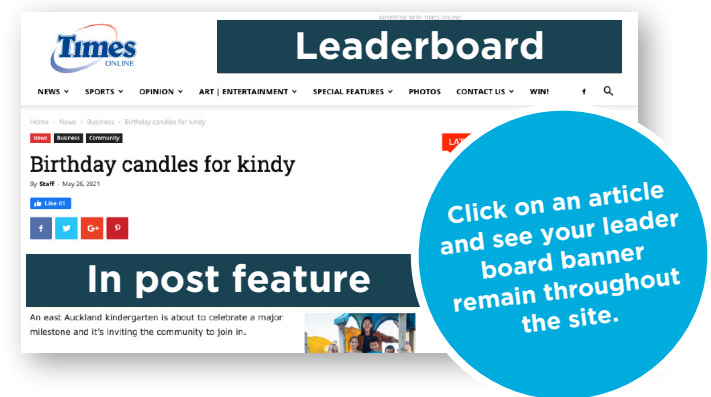 ADVERTISE WITH TIMES ONLINE
Times
ONLINE
Leaderboard
NEWS SPORTS OPINION ART | ENTERTAINMENT SPECIAL FEATURES PHOTOS CONTACT US WIN!
Home › News › Business › Birthday candles for kindy
News Business Community
LAT
Birthday candles for kindy
By Staff - May 26, 2021
Like 61
In post feature
An east Auckland kindergarten is about to celebrate a major
milestone and it's inviting the community to join in.
Click on an article
and see your leader
board banner
remain throughout
the site.